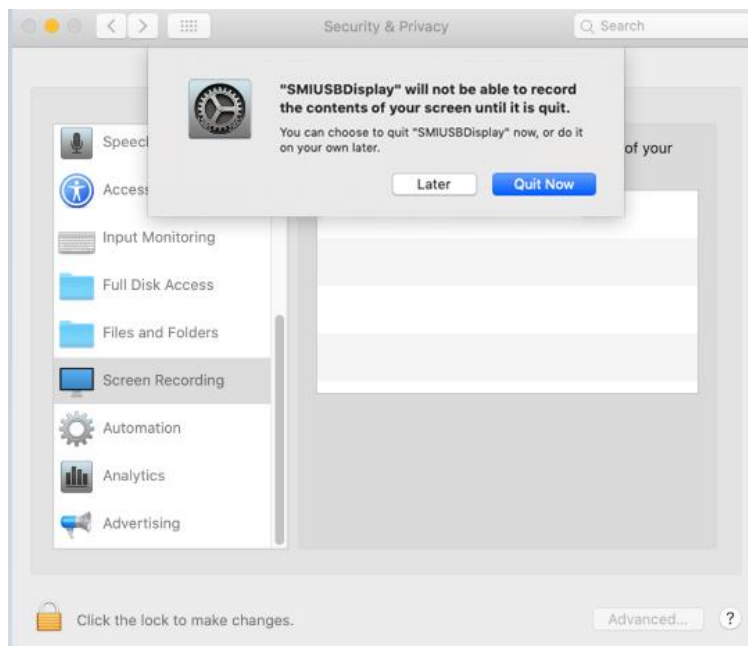 Security & Privacy
Search
"SMIUSBDisplay" will not be able to record
the contents of your screen until it is quit.
You can choose to quit "SMIUSBDisplay" now, or do it
on your own later.
Later
Quit Now
of your
Input Monitoring
Full Disk Access
Files and Folders
Screen Recording
Automation
Analytics
Advertising
Click the lock to make changes.
Advanced...
?